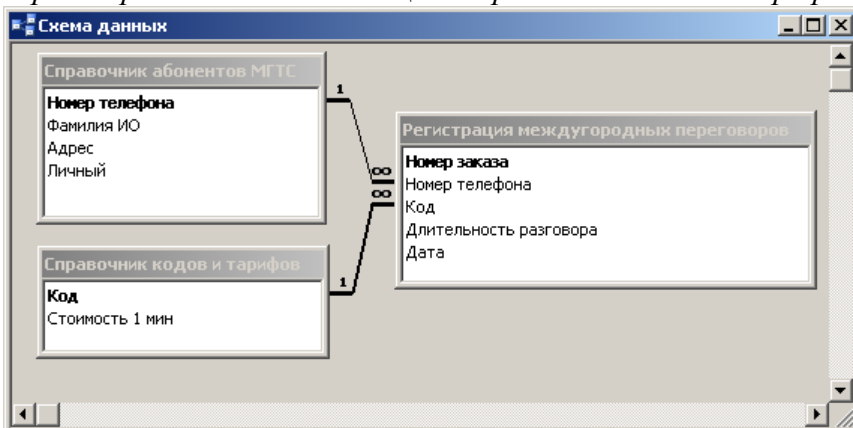 Схема данных
Справочник абонентов МГТС
Номер телефона
Фамилия ИО
Адрес
Личный
1
∞
Регистрация междугородных переговоров
Номер заказа
Номер телефона
Код
Длительность разговора
Дата
∞
Справочник кодов и тарифов
Код
Стоимость 1 мин
1